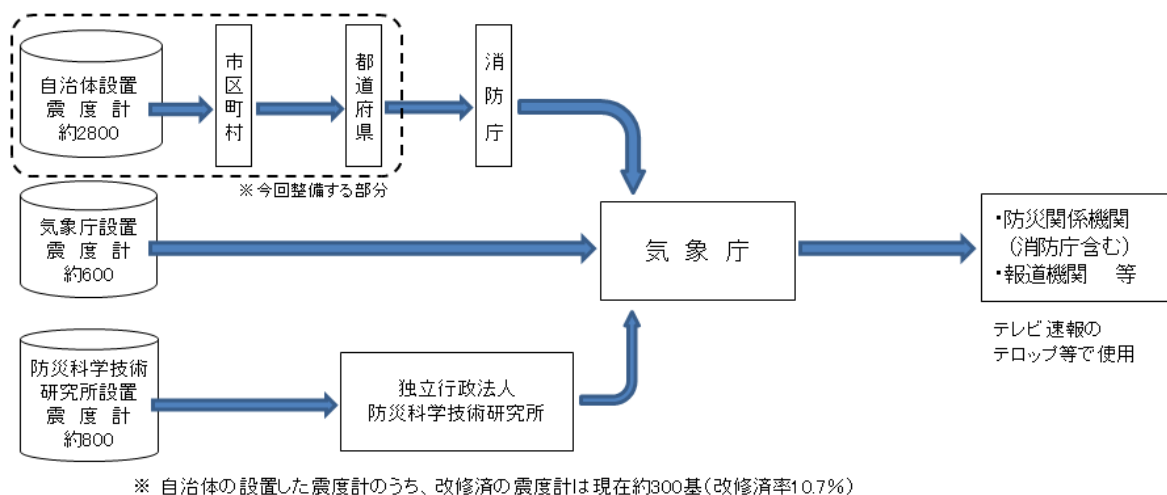 自治体設置
震 度 計
約2800
市区町村
都道府県
消防庁
※今回整備する部分
気象庁設置
震 度 計
約600
気 象 庁
・防災関係機関
(消防庁含む)
・報道機関 等
テレビ速報の
テロップ等で使用
防災科学技術
研究所設置
震 度 計
約800
独立行政法人
防災科学技術研究所
※ 自治体の設置した震度計のうち、改修済の震度計は現在約300基(改修済率10.7%)